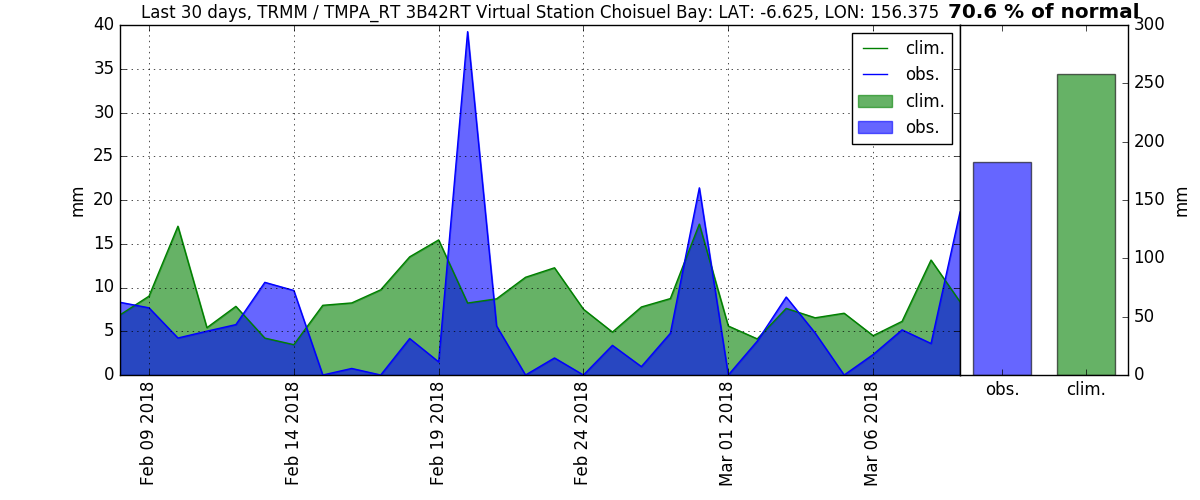 Last 30 days, TRMM / TMPA_RT 3B42RT Virtual Station Choisuel Bay: LAT: -6.625, LON: 156.375 70.6 % of normal
40
35
30
25
20
15
10
5
0
mm
clim.
obs.
clim.
obs.
300
250
200
150
100
50
0
mm
obs.
clim.
Feb 09 2018
Feb 14 2018
Feb 19 2018
Feb 24 2018
Mar 01 2018
Mar 06 2018